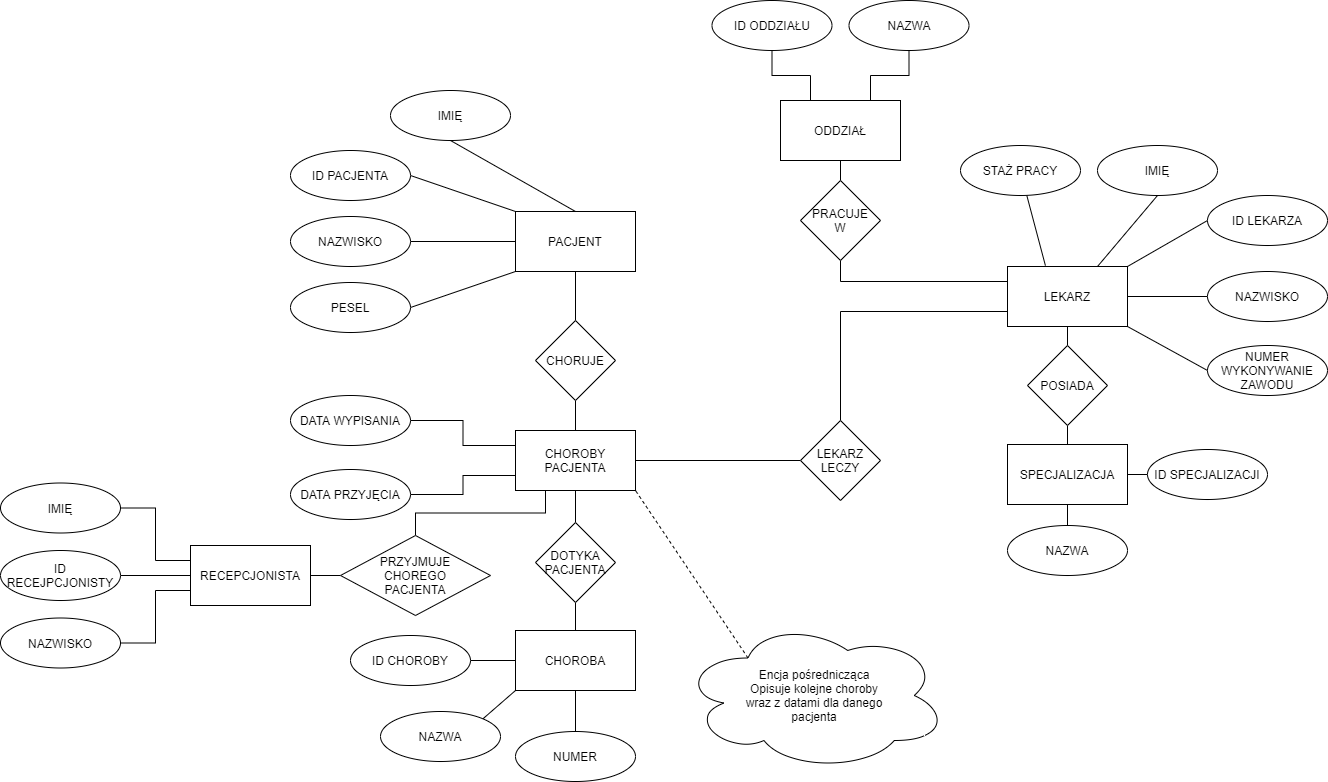 ID ODDZIAŁU
NAZWA
IMIĘ
ODDZIAŁ
ID PACJENTA
STAŻ PRACY
IMIĘ
PRACUJE
W
ID LEKARZA
NAZWISKO
PACJENT
LEKARZ
NAZWISKO
PESEL
CHORUJE
NUMER
WYKONYWANIE
ZAWODU
POSIADA
DATA WYPISANIA
CHOROBY
PACJENTA
LEKARZ
LECZY
SPECJALIZACJA
ID SPECJALIZACJI
DATA PRZYJĘCIA
IMIĘ
NAZWA
ID
RECEJPCJONISTY
RECEPCJONISTA
PRZYJMUJE
CHOREGO
PACJENTA
DOTYKA
PACJENTA
NAZWISKO
ID CHOROBY
CHOROBA
Encja pośrednicząca
Opisuje kolejne choroby
wraz z datami dla danego
pacjenta
NAZWA
NUMER